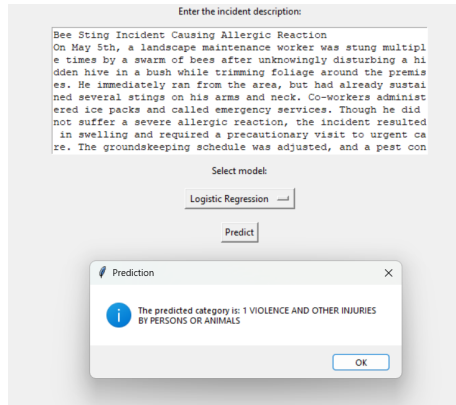 Enter the incident description:
Bee Sting Incident Causing Allergic Reaction
On May 5th, a landscape maintenance worker was stung multipl
e times by a swarm of bees after unknowingly disturbing a hi
dden hive in a bush while trimming foliage around the premis
es. He immediately ran from the area, but had already sustai
ned several stings on his arms and neck. Co-workers administ
ered ice packs and called emergency services. Though he did
not suffer a severe allergic reaction, the incident resulted
in swelling and required a precautionary visit to urgent ca
re. The groundskeeping schedule was adjusted, and a pest con
Select model:
Logistic Regression
Predict
Prediction
The predicted category is: 1 VIOLENCE AND OTHER INJURIES
BY PERSONS OR ANIMALS
OK